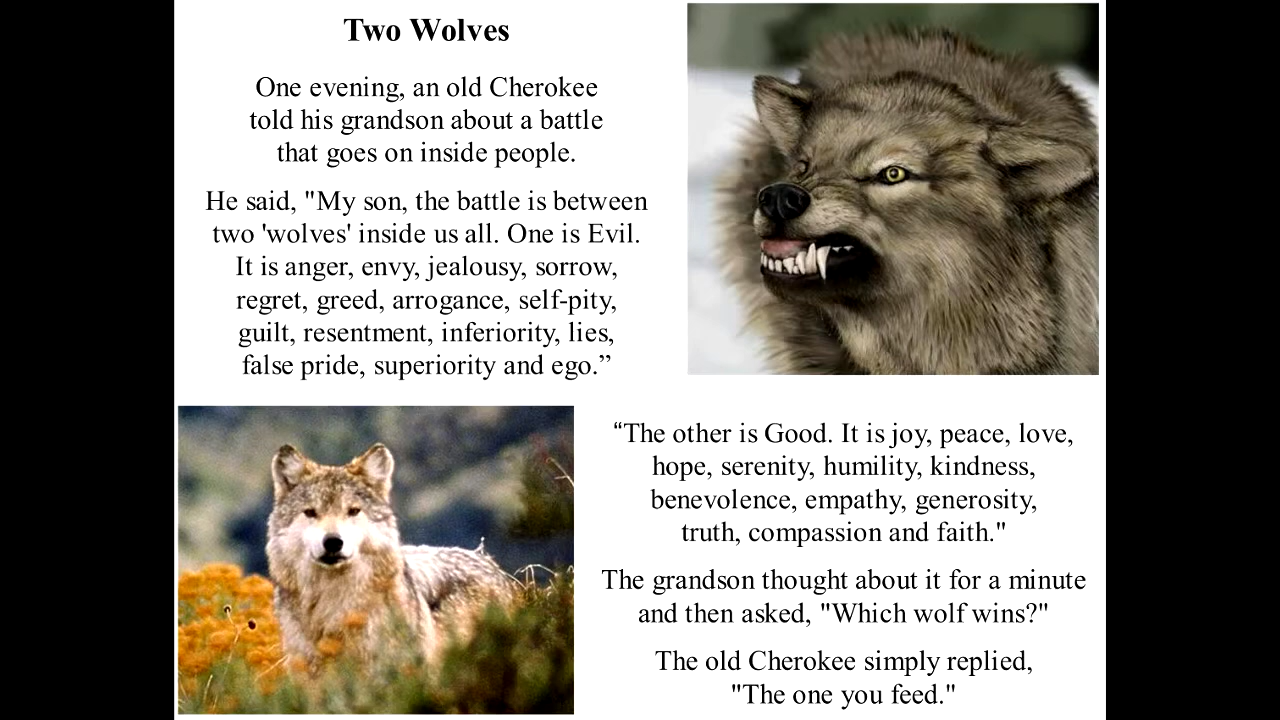 Two Wolves
One evening, an old Cherokee
told his grandson about a battle
that goes on inside people.
He said, "My son, the battle is between
two 'wolves' inside us all. One is Evil.
It is anger, envy, jealousy, sorrow,
regret, greed, arrogance, self-pity,
guilt, resentment, inferiority, lies,
false pride, superiority and ego.”
“The other is Good. It is joy, peace, love,
hope, serenity, humility, kindness,
benevolence, empathy, generosity,
truth, compassion and faith."
The grandson thought about it for a minute
and then asked, "Which wolf wins?"
The old Cherokee simply replied,
"The one you feed."